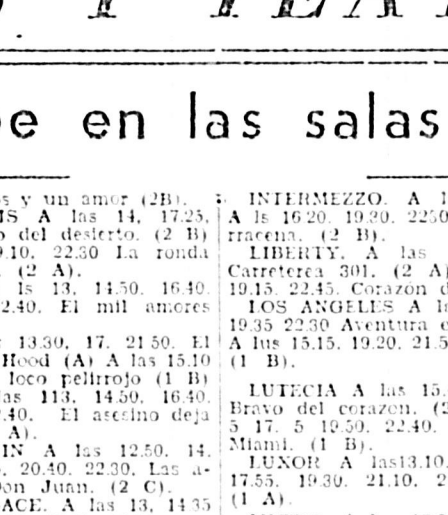 Y TEA
e en las salas
s y un amor (2B).
IS A las 14, 17.25,
o del desierto. (2 B)
9.10, 22.30 La ronda
(2 A).
ls 13, 14.50. 16.40.
2.40. El mil amores
13.30, 17. 21 50. El
Hood (A) A las 15.10
loco pelirrojo (1 B)
las 113. 14.50, 16.40.
.40. El asesino deja
A).
IN A las 12.50. 14.
20.40. 22.30, Las a-
on Juan. (2 C).
ACE. A las 13, 14 35
INTERMEZZO. A l
A ls 16 20. 19.30. 2250
rracena. (2 B).
LIBERTY. A las
Carreterea 301. (2 A)
19.15. 22.45. Corazón d
LOS ANGELES A l
19.35 22 30 Aventura e
A lus 15.15, 19.20, 21.5
(1 B).
LUTECIA A las 15.
Bravo del corazon. (2
5 17. 5 19.50. 22.40.
Miami. (1 B).
LUXOR A las13.10.
17.55. 19.30. 21.10. 2
(1 A).